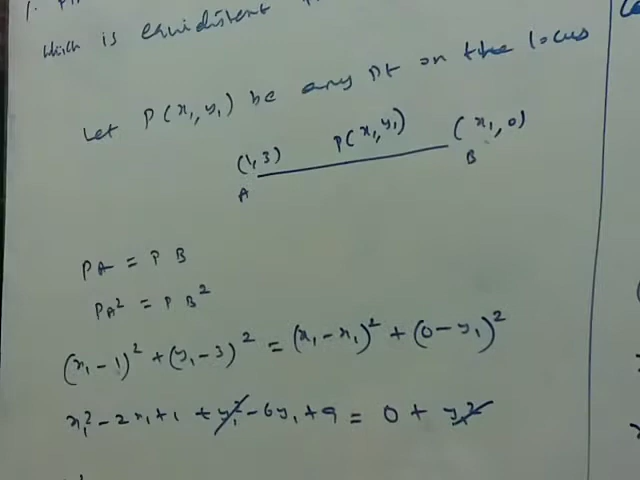 1.
which is equidistant
Let P(x₁, y₁) be any pt on the locus
(1, 3) P(x₁, y₁) (x₁, 0)
A B
PA = PB
PA² = PB²
(x₁ - 1)² + (y₁ - 3)² = (x₁ - x₁)² + (0 - y₁)²
x₁² - 2x₁ + 1 + y₁² - 6y₁ + 9 = 0 + y₁²